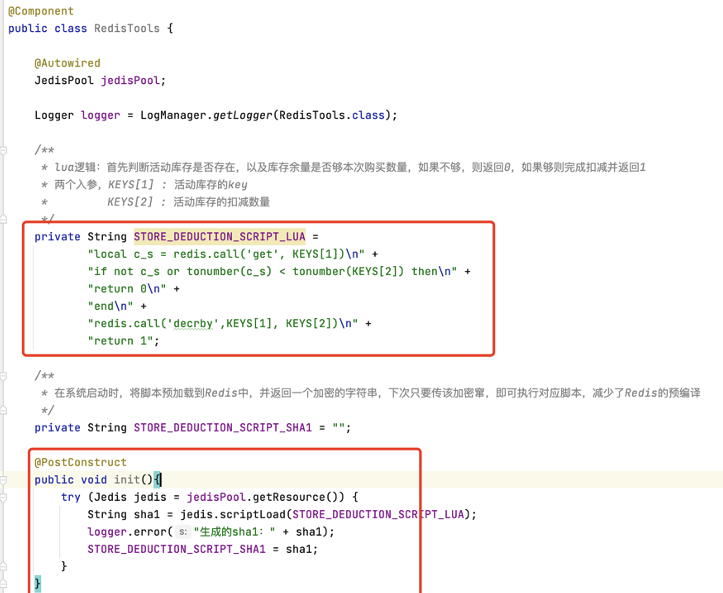 @Component
public class RedisTools {
@Autowired
JedisPool jedisPool;
Logger logger = LogManager.getLogger(RedisTools.class);
/**
* lua逻辑：首先判断活动库存是否存在，以及库存余量是否够本次购买数量，如果不够，则返回0，如果够则完成扣减并返回1
* 两个入参，KEYS[1] : 活动库存的key
* KEYS[2] : 活动库存的扣减数量
*/
private String STORE_DEDUCTION_SCRIPT_LUA =
"local c_s = redis.call('get', KEYS[1])\n" +
"if not c_s or tonumber(c_s) < tonumber(KEYS[2]) then\n" +
"return 0\n" +
"end\n" +
"redis.call('decrby',KEYS[1], KEYS[2])\n" +
"return 1";
/**
* 在系统启动时，将脚本预加载到Redis中，并返回一个加密的字符串，下次只要传该加密窜，即可执行对应脚本，减少了Redis的预编译
*/
private String STORE_DEDUCTION_SCRIPT_SHA1 = "";
@PostConstruct
public void init(){
try (Jedis jedis = jedisPool.getResource()) {
String sha1 = jedis.scriptLoad(STORE_DEDUCTION_SCRIPT_LUA);
logger.error( s: "生成的sha1：" + sha1);
STORE_DEDUCTION_SCRIPT_SHA1 = sha1;
}
}